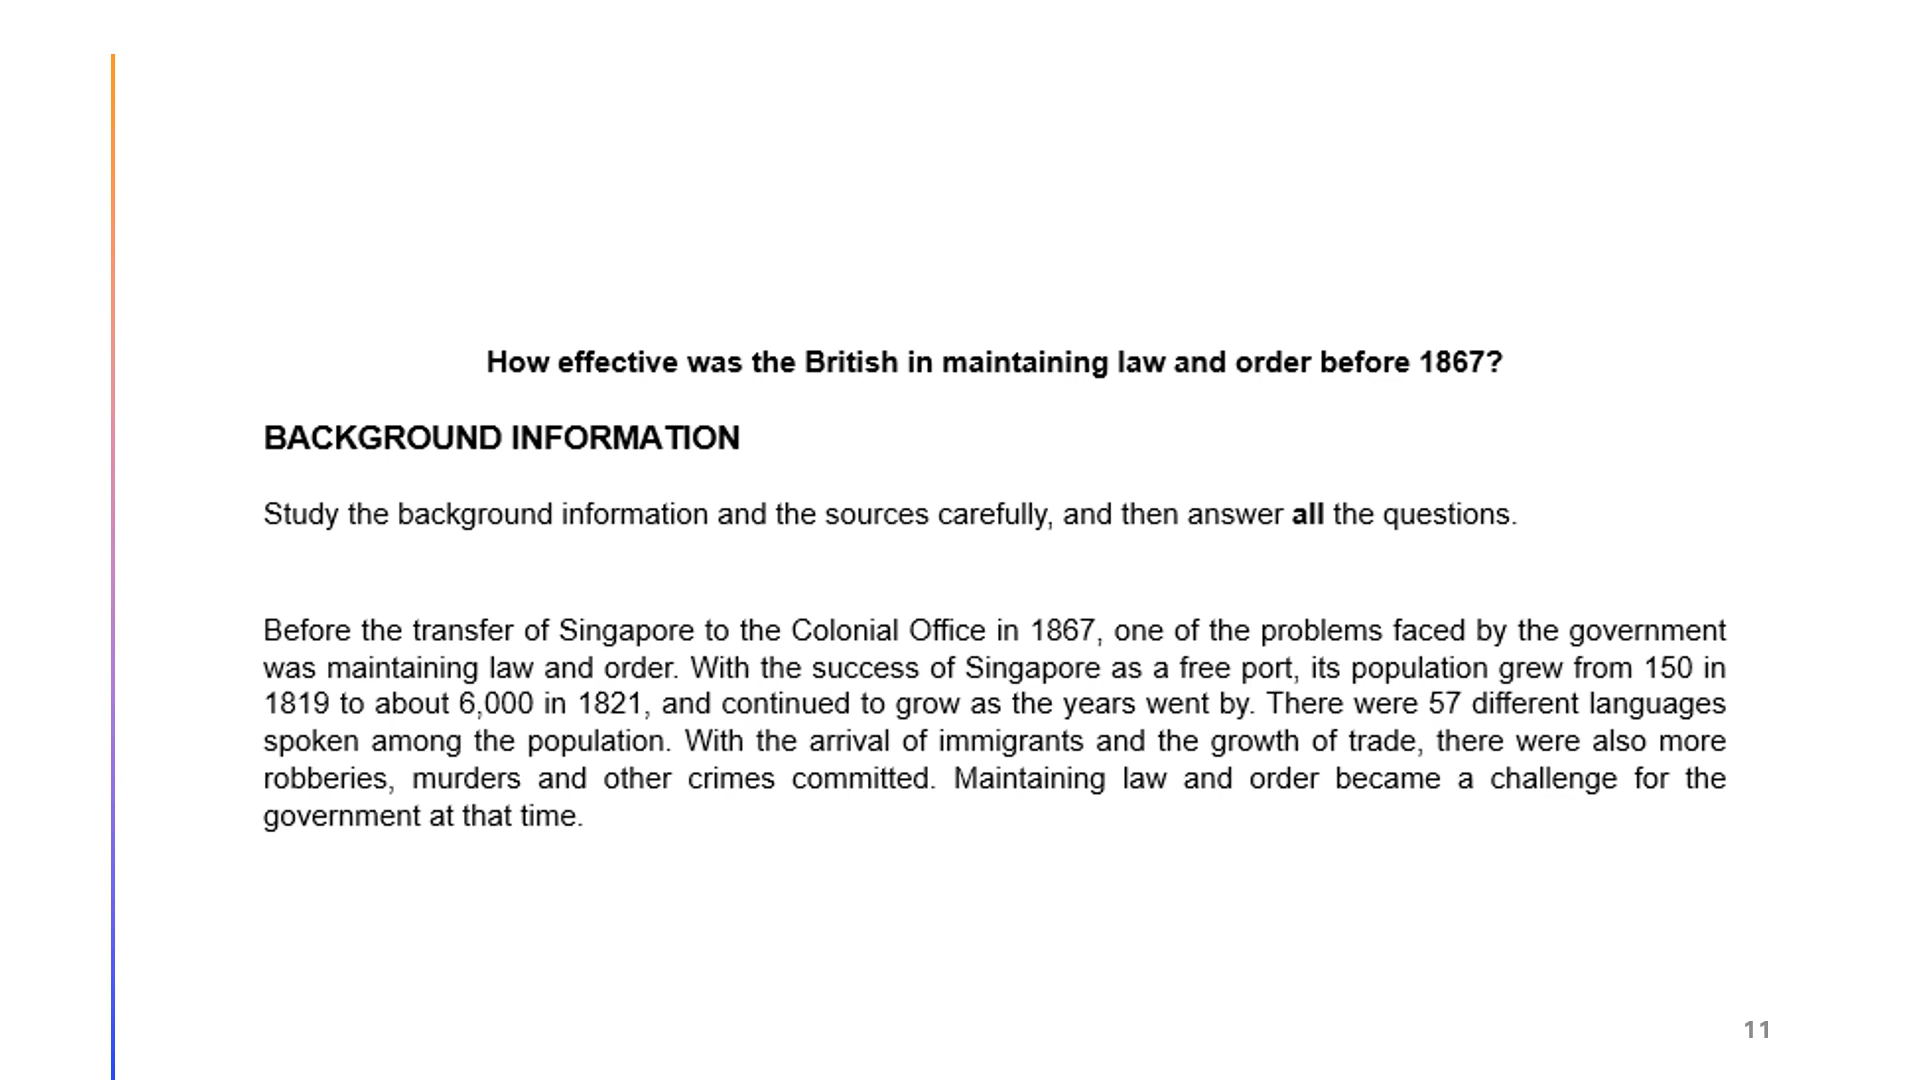 How effective was the British in maintaining law and order before 1867?
BACKGROUND INFORMATION
Study the background information and the sources carefully, and then answer all the questions.
Before the transfer of Singapore to the Colonial Office in 1867, one of the problems faced by the government
was maintaining law and order. With the success of Singapore as a free port, its population grew from 150 in
1819 to about 6,000 in 1821, and continued to grow as the years went by. There were 57 different languages
spoken among the population. With the arrival of immigrants and the growth of trade, there were also more
robberies, murders and other crimes committed. Maintaining law and order became a challenge for the
government at that time.
11